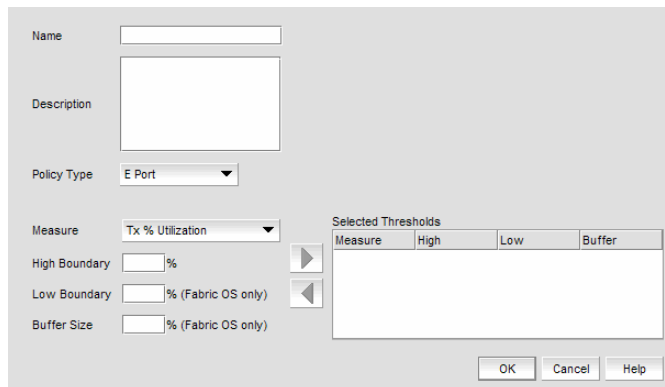 Name
Description
Policy Type E Port
Measure Tx % Utilization
High Boundary %
Low Boundary % (Fabric OS only)
Buffer Size % (Fabric OS only)
Selected Thresholds
Measure High Low Buffer
OK Cancel Help